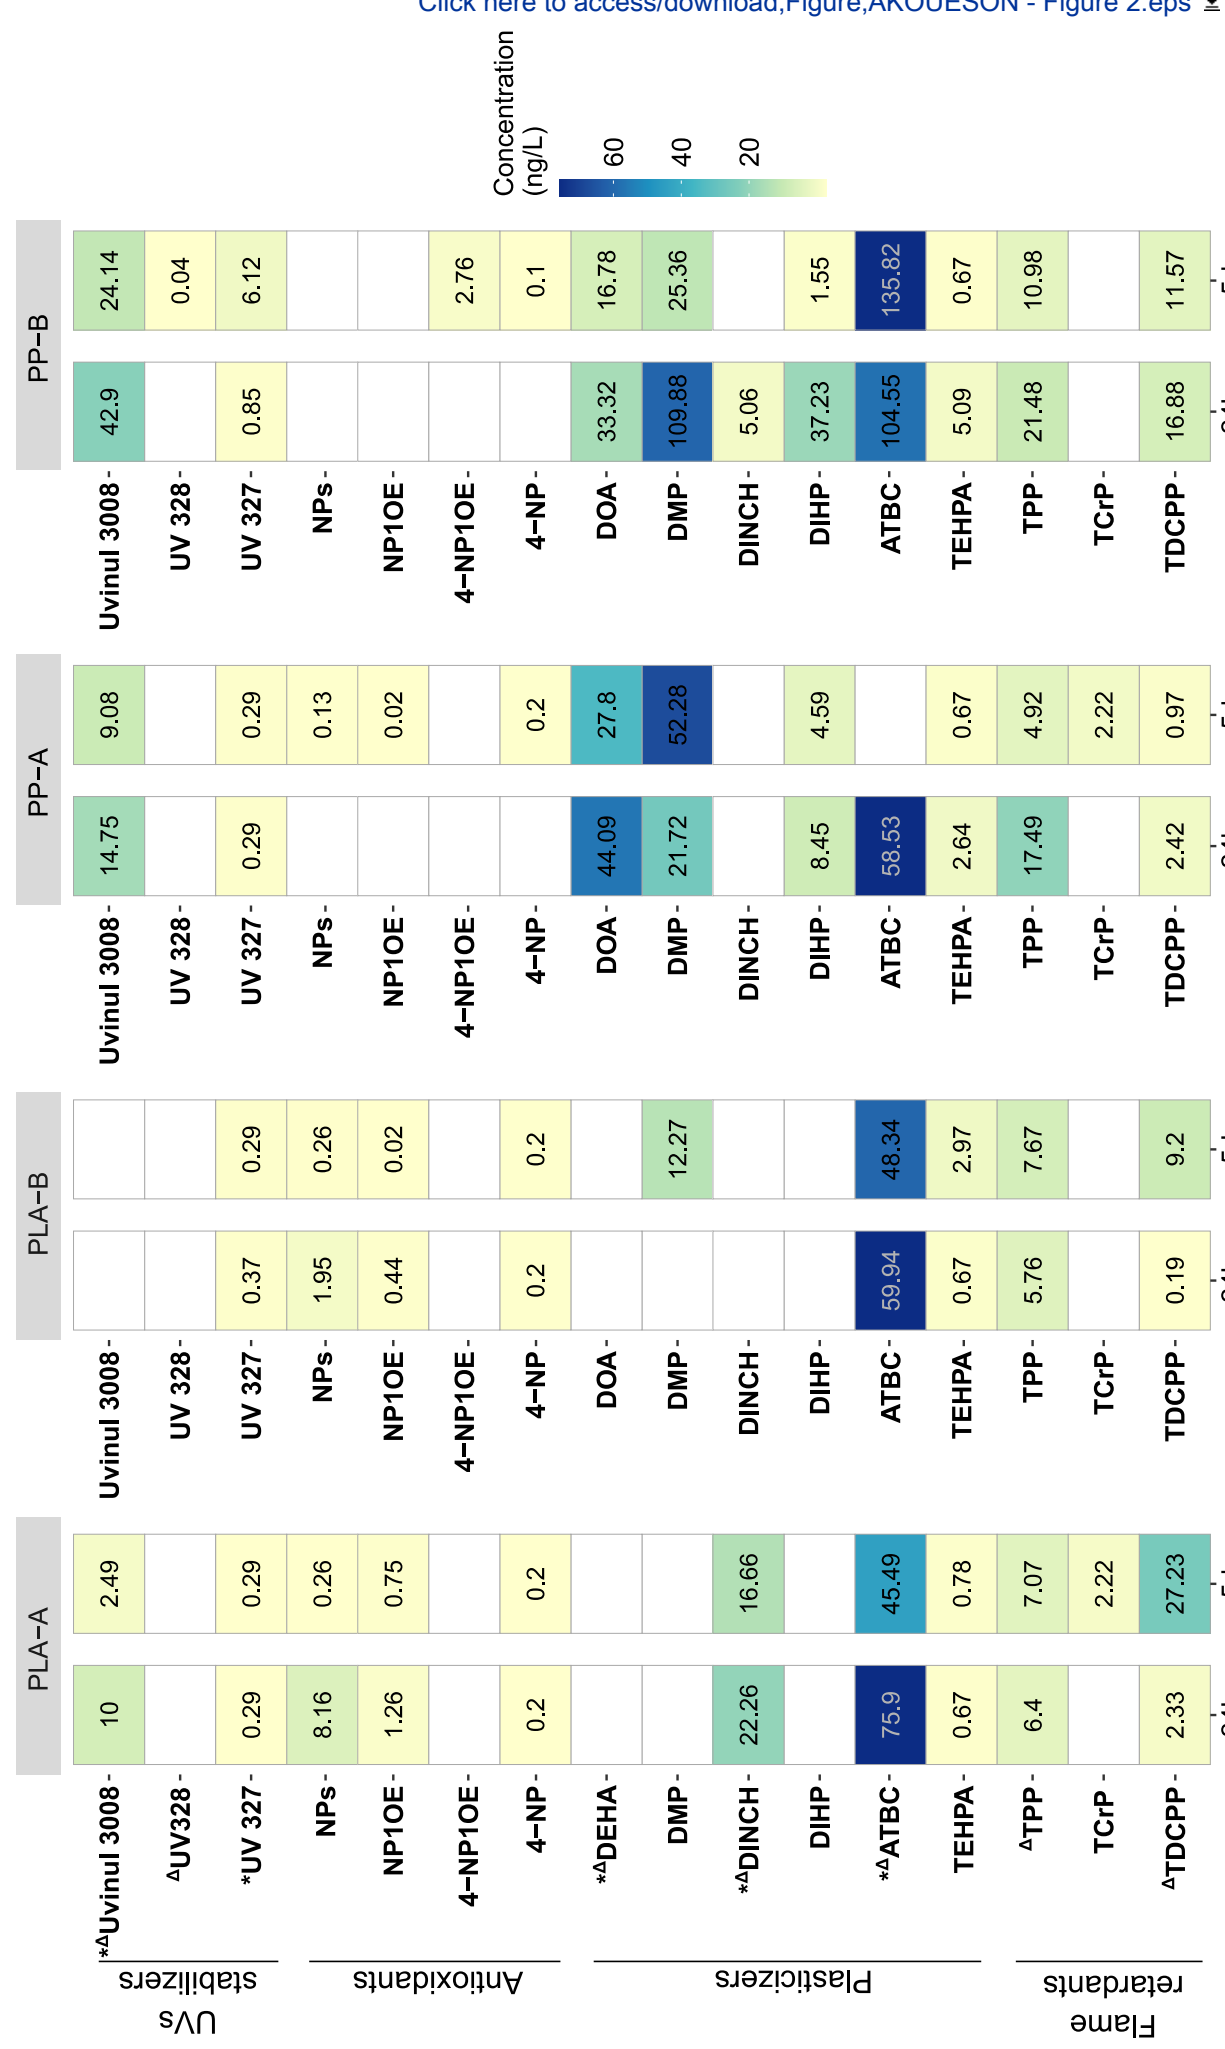 Click here to access/download,Figure,AKOUESON - Figure 2.eps
PLA−A PLA−B PP−A PP−B
UVs
stabilizers
*ΔUvinul 3008 10 2.49 Uvinul 3008 Uvinul 3008 14.75 9.08 Uvinul 3008 42.9 24.14
ΔUV328 UV 328 UV 328 UV 328 0.04
*UV 327 0.29 0.29 UV 327 0.37 0.29 UV 327 0.29 0.29 UV 327 0.85 6.12
Antioxidants
NPs 8.16 0.26 NPs 1.95 0.26 NPs 0.13 NPs
NP1OE 1.26 0.75 NP1OE 0.44 0.02 NP1OE 0.02 NP1OE
4−NP1OE 4−NP1OE 4−NP1OE 4−NP1OE 2.76
4−NP 0.2 0.2 4−NP 0.2 0.2 4−NP 0.2 4−NP 0.1
Plasticizers
*ΔDEHA DOA DOA 44.09 27.8 DOA 33.32 16.78
DMP DMP 12.27 DMP 21.72 52.28 DMP 109.88 25.36
*ΔDINCH 22.26 16.66 DINCH DINCH DINCH 5.06
DIHP DIHP DIHP 8.45 4.59 DIHP 37.23 1.55
*ΔATBC 75.9 45.49 ATBC 59.94 48.34 ATBC 58.53 ATBC 104.55 135.82
TEHPA 0.67 0.78 TEHPA 0.67 2.97 TEHPA 2.64 0.67 TEHPA 5.09 0.67
Flame
retardants
ΔTPP 6.4 7.07 TPP 5.76 7.67 TPP 17.49 4.92 TPP 21.48 10.98
TCrP 2.22 TCrP TCrP 2.22 TCrP
ΔTDCPP 2.33 27.23 TDCPP 0.19 9.2 TDCPP 2.42 0.97 TDCPP 16.88 11.57
Concentration
(ng/L)
60
40
20